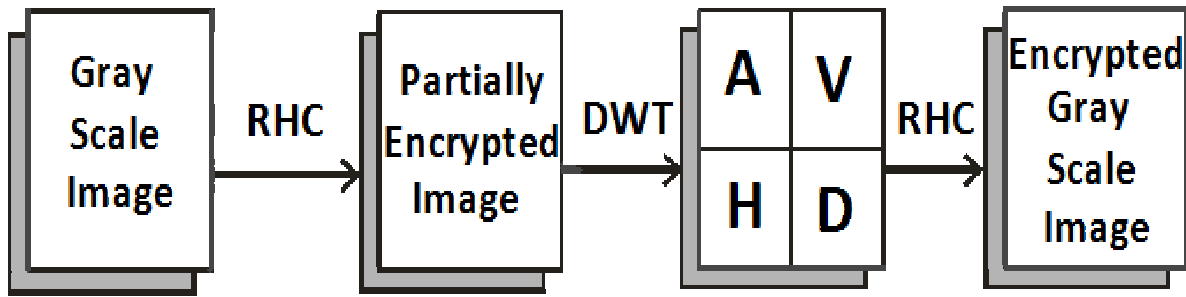 Gray
Scale
Image
RHC
Partially
Encrypted
Image
DWT
A V
H D
RHC
Encrypted
Gray
Scale
Image